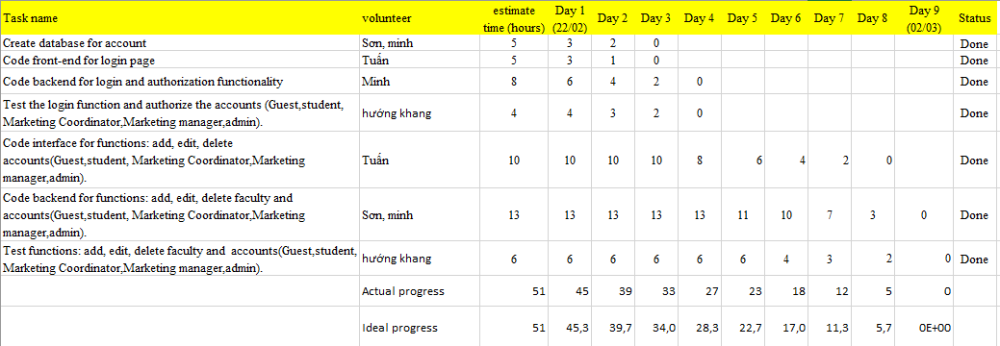 Task name volunteer estimate time (hours) Day 1 (22/02) Day 2 Day 3 Day 4 Day 5 Day 6 Day 7 Day 8 Day 9 (02/03) Status
Create database for account Sơn, minh 5 3 2 0 Done
Code front-end for login page Tuấn 5 3 1 0 Done
Code backend for login and authorization functionality Minh 8 6 4 2 0 Done
Test the login function and authorize the accounts (Guest,student,
Marketing Coordinator,Marketing manager,admin). hướng khang 4 4 3 2 0 Done
Code interface for functions: add, edit, delete
accounts(Guest,student, Marketing Coordinator,Marketing
manager,admin). Tuấn 10 10 10 10 8 6 4 2 0 Done
Code backend for functions: add, edit, delete faculty and
accounts(Guest,student, Marketing Coordinator,Marketing
manager,admin). Sơn, minh 13 13 13 13 13 11 10 7 3 0 Done
Test functions: add, edit, delete faculty and accounts(Guest,student,
Marketing Coordinator,Marketing manager,admin). hướng khang 6 6 6 6 6 6 4 3 2 0 Done
Actual progress 51 45 39 33 27 23 18 12 5 0
Ideal progress 51 45,3 39,7 34,0 28,3 22,7 17,0 11,3 5,7 0E+00